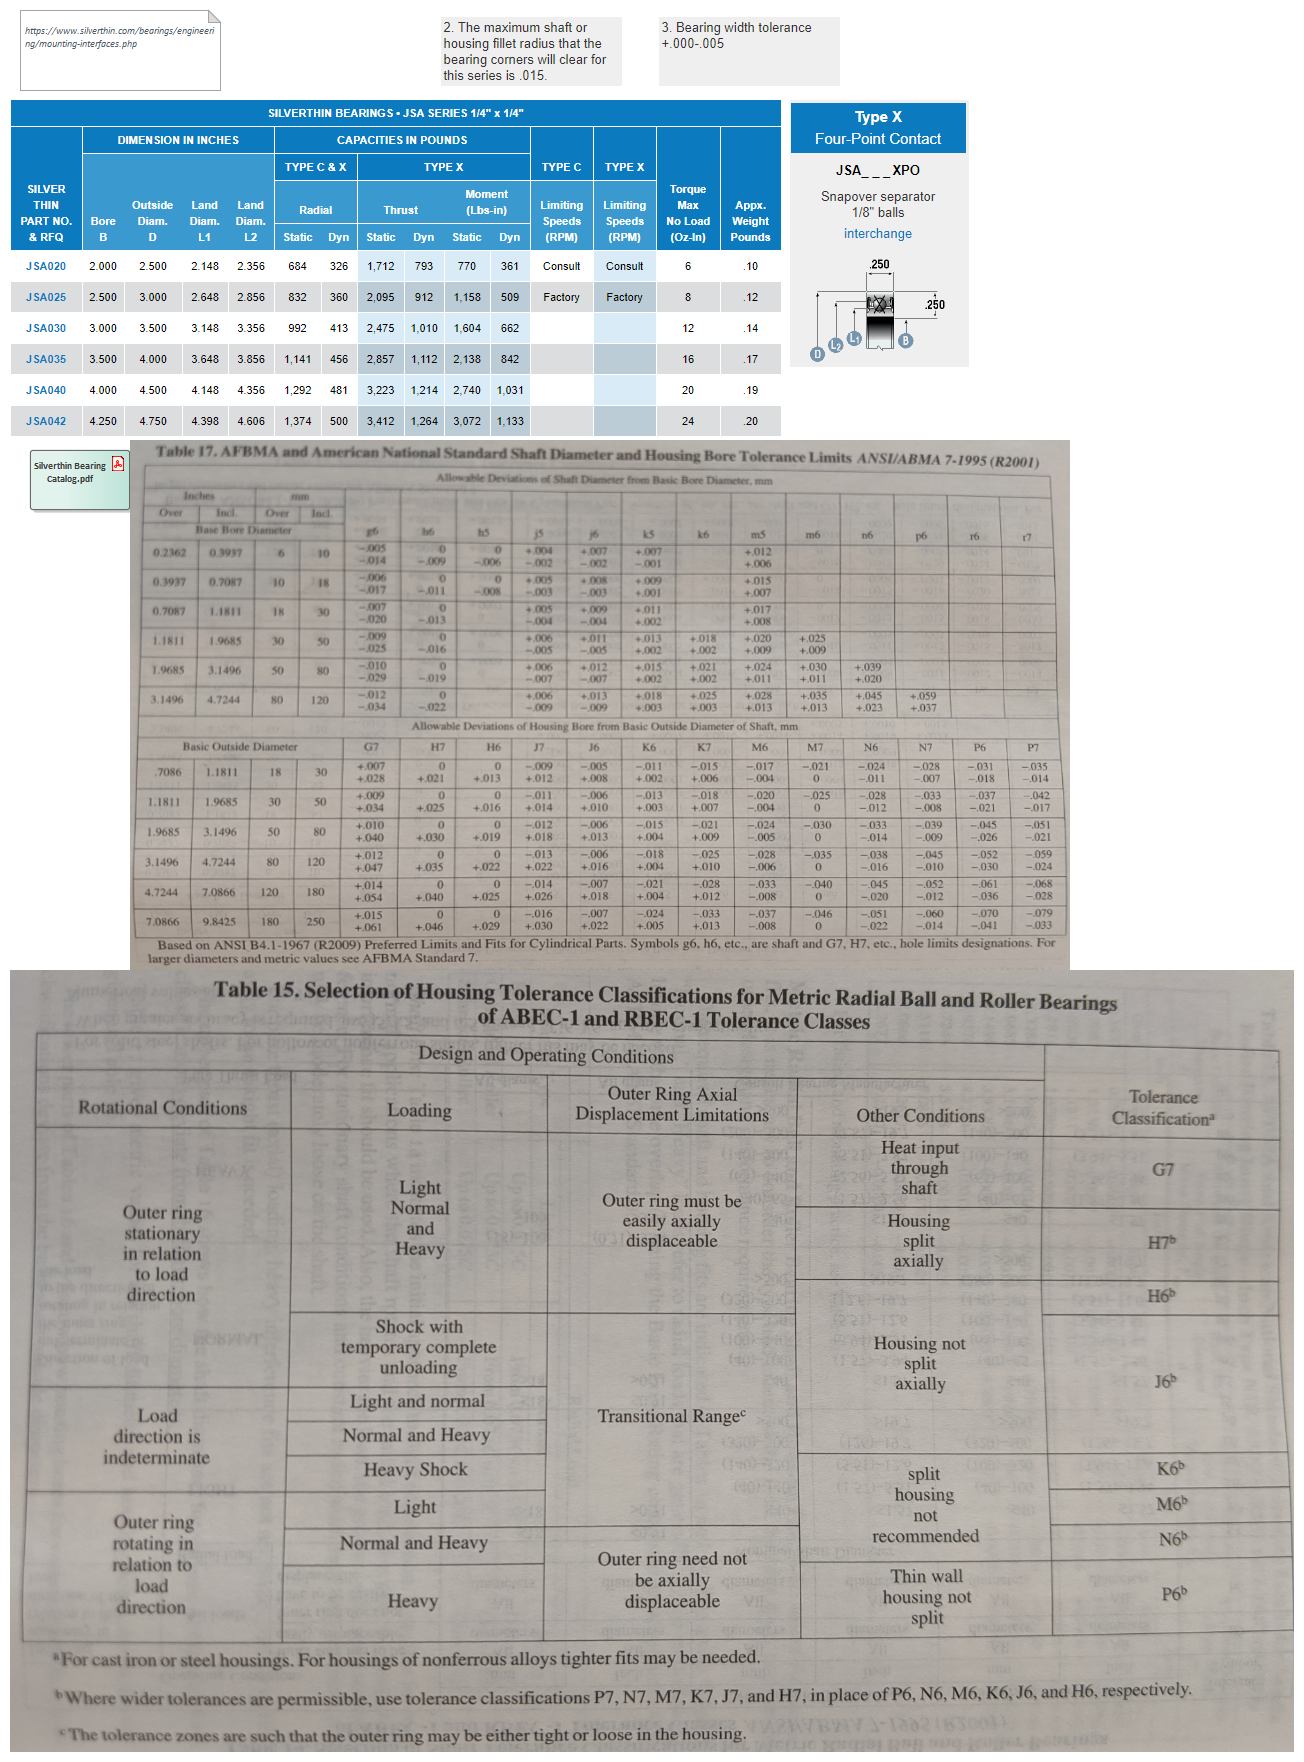 https://www.silverthin.com/bearings/engineeri
ng/mounting-interfaces.php
2. The maximum shaft or
housing fillet radius that the
bearing corners will clear for
this series is .015.
3. Bearing width tolerance
+.000-.005
SILVERTHIN BEARINGS • JSA SERIES 1/4" x 1/4"
DIMENSION IN INCHES CAPACITIES IN POUNDS
TYPE C & X TYPE X TYPE C TYPE X
SILVER THIN PART NO. & RFQ Bore B Outside Diam. D Land Diam. L1 Land Diam. L2 Radial Thrust Moment (Lbs-in) Limiting Speeds (RPM) Limiting Speeds (RPM) Torque Max No Load (Oz-In) Appx. Weight Pounds
Static Dyn Static Dyn Static Dyn
JSA020 2.000 2.500 2.148 2.356 684 326 1,712 793 770 361 Consult Consult 6 .10
JSA025 2.500 3.000 2.648 2.856 832 360 2,095 912 1,158 509 Factory Factory 8 .12
JSA030 3.000 3.500 3.148 3.356 992 413 2,475 1,010 1,604 662 12 .14
JSA035 3.500 4.000 3.648 3.856 1,141 456 2,857 1,112 2,138 842 16 .17
JSA040 4.000 4.500 4.148 4.356 1,292 481 3,223 1,214 2,740 1,031 20 .19
JSA042 4.250 4.750 4.398 4.606 1,374 500 3,412 1,264 3,072 1,133 24 .20
Type X
Four-Point Contact
JSA_ _ _XPO
Snapover separator
1/8" balls
interchange
.250
.250
D L2 L1 B
Silverthin Bearing
Catalog.pdf
Table 17. AFBMA and American National Standard Shaft Diameter and Housing Bore Tolerance Limits ANSI/ABMA 7-1995 (R2001)
Allowable Deviations of Shaft Diameter from Basic Bore Diameter, mm
Inches mm
Over Incl. Over Incl.
Base Bore Diameter g6 h6 h5 j5 j6 k5 k6 m5 m6 n6 p6 r6 r7
−.005 0 0 +.004 +.007 +.007 +.012
0.2362 0.3937 6 10
−.014 −.009 −.006 −.002 −.002 −.001 +.006
−.006 0 0 +.005 +.008 +.009 +.015
0.3937 0.7087 10 18
−.017 −.011 −.008 −.003 −.003 +.001 +.007
−.007 0 +.005 +.009 +.011 +.017
0.7087 1.1811 18 30
−.020 −.013 −.004 −.004 +.002 +.008
−.009 0 +.006 +.011 +.013 +.018 +.020 +.025
1.1811 1.9685 30 50
−.025 −.016 −.005 −.005 +.002 +.002 +.009 +.009
−.010 0 +.006 +.012 +.015 +.021 +.024 +.030 +.039
1.9685 3.1496 50 80
−.029 −.019 −.007 −.007 +.002 +.002 +.011 +.011 +.020
−.012 0 +.006 +.013 +.018 +.025 +.028 +.035 +.045 +.059
3.1496 4.7244 80 120
−.034 −.022 −.009 −.009 +.003 +.003 +.013 +.013 +.023 +.037
Allowable Deviations of Housing Bore from Basic Outside Diameter of Shaft, mm
Basic Outside Diameter G7 H7 H6 J7 J6 K6 K7 M6 M7 N6 N7 P6 P7
+.007 0 0 −.009 −.005 −.011 −.015 −.017 −.021 −.024 −.028 −.031 −.035
.7086 1.1811 18 30
+.028 +.021 +.013 +.012 +.008 +.002 +.006 −.004 0 −.011 −.007 −.018 −.014
+.009 0 0 −.011 −.006 −.013 −.018 −.020 −.025 −.028 −.033 −.037 −.042
1.1811 1.9685 30 50
+.034 +.025 +.016 +.014 +.010 +.003 +.007 −.004 0 −.012 −.008 −.021 −.017
+.010 0 0 −.012 −.006 −.015 −.021 −.024 −.030 −.033 −.039 −.045 −.051
1.9685 3.1496 50 80
+.040 +.030 +.019 +.018 +.013 +.004 +.009 −.005 0 −.014 −.009 −.026 −.021
+.012 0 0 −.013 −.006 −.018 −.025 −.028 −.035 −.038 −.045 −.052 −.059
3.1496 4.7244 80 120
+.047 +.035 +.022 +.022 +.016 +.004 +.010 −.006 0 −.016 −.010 −.030 −.024
+.014 0 0 −.014 −.007 −.021 −.028 −.033 −.040 −.045 −.052 −.061 −.068
4.7244 7.0866 120 180
+.054 +.040 +.025 +.026 +.018 +.004 +.012 −.008 0 −.020 −.012 −.036 −.028
+.015 0 0 −.016 −.007 −.024 −.033 −.037 −.046 −.051 −.060 −.070 −.079
7.0866 9.8425 180 250
+.061 +.046 +.029 +.030 +.022 +.005 +.013 −.008 0 −.022 −.014 −.041 −.033
Based on ANSI B4.1-1967 (R2009) Preferred Limits and Fits for Cylindrical Parts. Symbols g6, h6, etc., are shaft and G7, H7, etc., hole limits designations. For
larger diameters and metric values see AFBMA Standard 7.
Table 15. Selection of Housing Tolerance Classifications for Metric Radial Ball and Roller Bearings
of ABEC-1 and RBEC-1 Tolerance Classes
Design and Operating Conditions
Rotational Conditions
Loading
Outer Ring Axial
Displacement Limitations
Other Conditions
Tolerance
Classificationª
Outer ring
stationary
in relation
to load
direction
Light
Normal
and
Heavy
Outer ring must be
easily axially
displaceable
Heat input
through
shaft
G7
Housing
split
axially
H7ᵇ
H6ᵇ
Shock with
temporary complete
unloading
Housing not
split
axially
J6ᵇ
Load
direction is
indeterminate
Light and normal
Normal and Heavy
Heavy Shock
Transitional Rangeᶜ
split
housing
not
recommended
K6ᵇ
M6ᵇ
N6ᵇ
Outer ring
rotating in
relation to
load
direction
Light
Normal and Heavy
Heavy
Outer ring need not
be axially
displaceable
Thin wall
housing not
split
P6ᵇ
ªFor cast iron or steel housings. For housings of nonferrous alloys tighter fits may be needed.
ᵇWhere wider tolerances are permissible, use tolerance classifications P7, N7, M7, K7, J7, and H7, in place of P6, N6, M6, K6, J6, and H6, respectively.
ᶜThe tolerance zones are such that the outer ring may be either tight or loose in the housing.